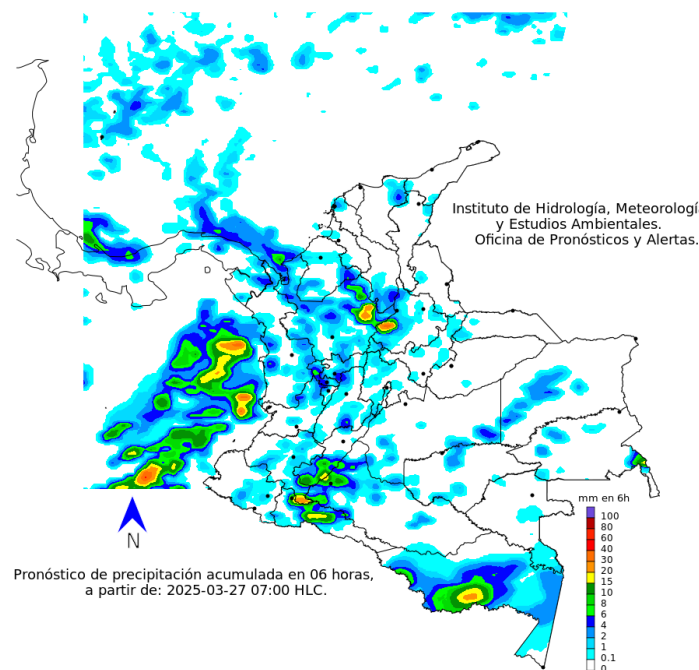 Instituto de Hidrología, Meteorologí
y Estudios Ambientales.
Oficina de Pronósticos y Alertas.
mm en 6h
100
80
60
40
30
20
15
10
8
6
4
2
1
0.1
0
N
Pronóstico de precipitación acumulada en 06 horas,
a partir de: 2025-03-27 07:00 HLC.